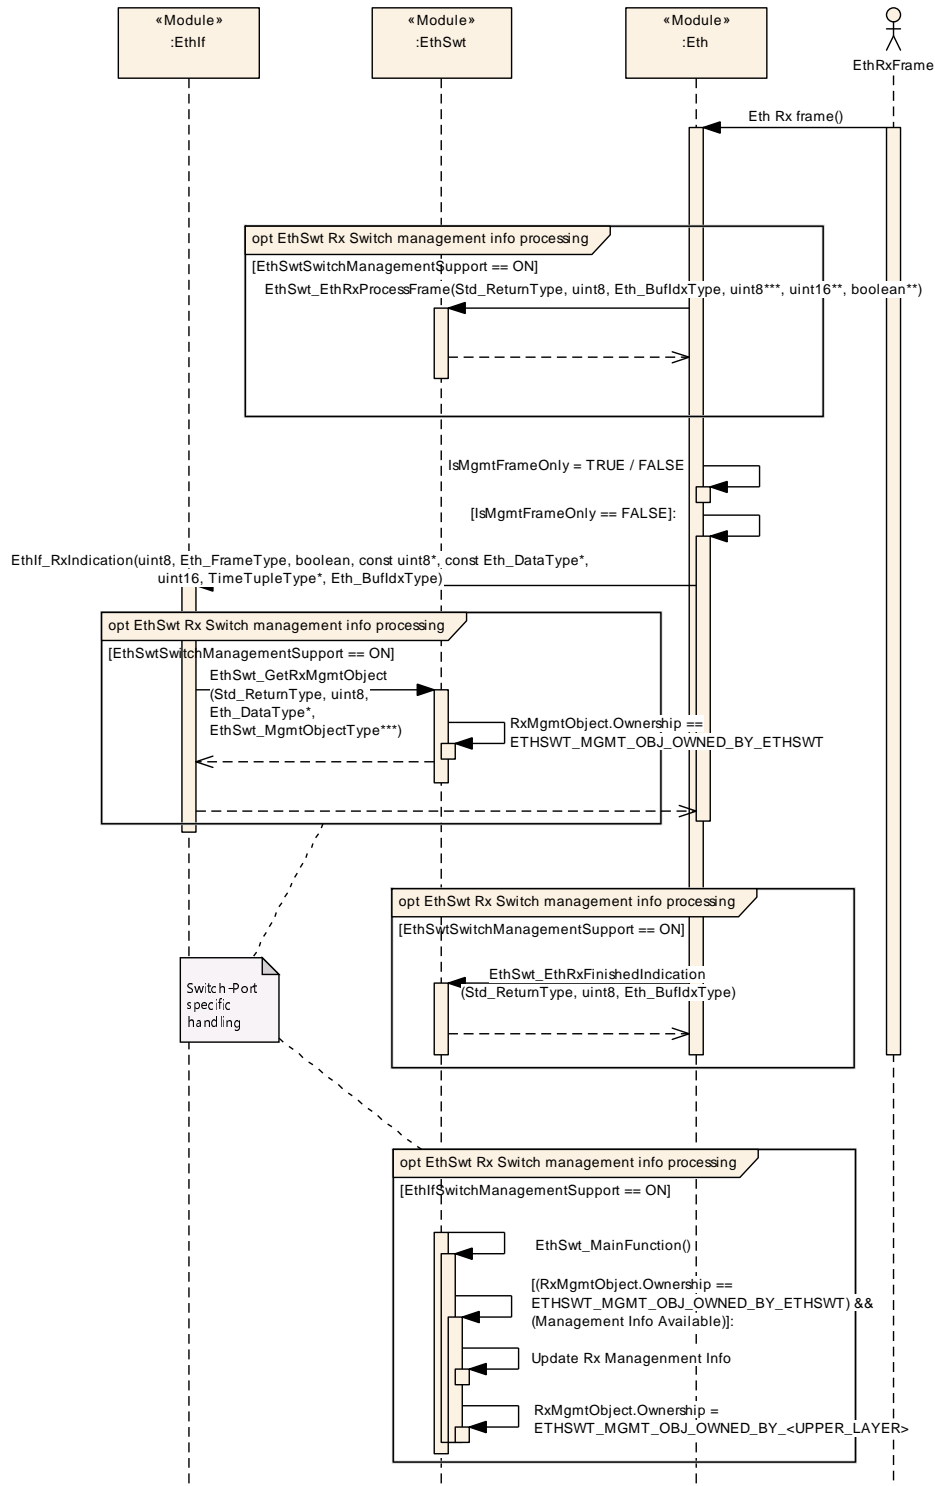 «Module»
:EthIf
«Module»
:EthSwt
«Module»
:Eth
EthRxFrame
Eth Rx frame()
opt EthSwt Rx Switch management info processing
[EthSwtSwitchManagementSupport == ON]
EthSwt_EthRxProcessFrame(Std_ReturnType, uint8, Eth_BufIdxType, uint8***, uint16**, boolean**)
IsMgmtFrameOnly = TRUE / FALSE
[IsMgmtFrameOnly == FALSE]:
EthIf_RxIndication(uint8, Eth_FrameType, boolean, const uint8*, const Eth_DataType*,
uint16, TimeTupleType*, Eth_BufIdxType)
opt EthSwt Rx Switch management info processing
[EthSwtSwitchManagementSupport == ON]
EthSwt_GetRxMgmtObject
(Std_ReturnType, uint8,
Eth_DataType*,
EthSwt_MgmtObjectType***)
RxMgmtObject.Ownership ==
ETHSWT_MGMT_OBJ_OWNED_BY_ETHSWT
opt EthSwt Rx Switch management info processing
[EthSwtSwitchManagementSupport == ON]
EthSwt_EthRxFinishedIndication
(Std_ReturnType, uint8, Eth_BufIdxType)
Switch-Port
specific
handling
opt EthSwt Rx Switch management info processing
[EthIfSwitchManagementSupport == ON]
EthSwt_MainFunction()
[(RxMgmtObject.Ownership ==
ETHSWT_MGMT_OBJ_OWNED_BY_ETHSWT) &&
(Management Info Available)]:
Update Rx Managenment Info
RxMgmtObject.Ownership =
ETHSWT_MGMT_OBJ_OWNED_BY_<UPPER_LAYER>